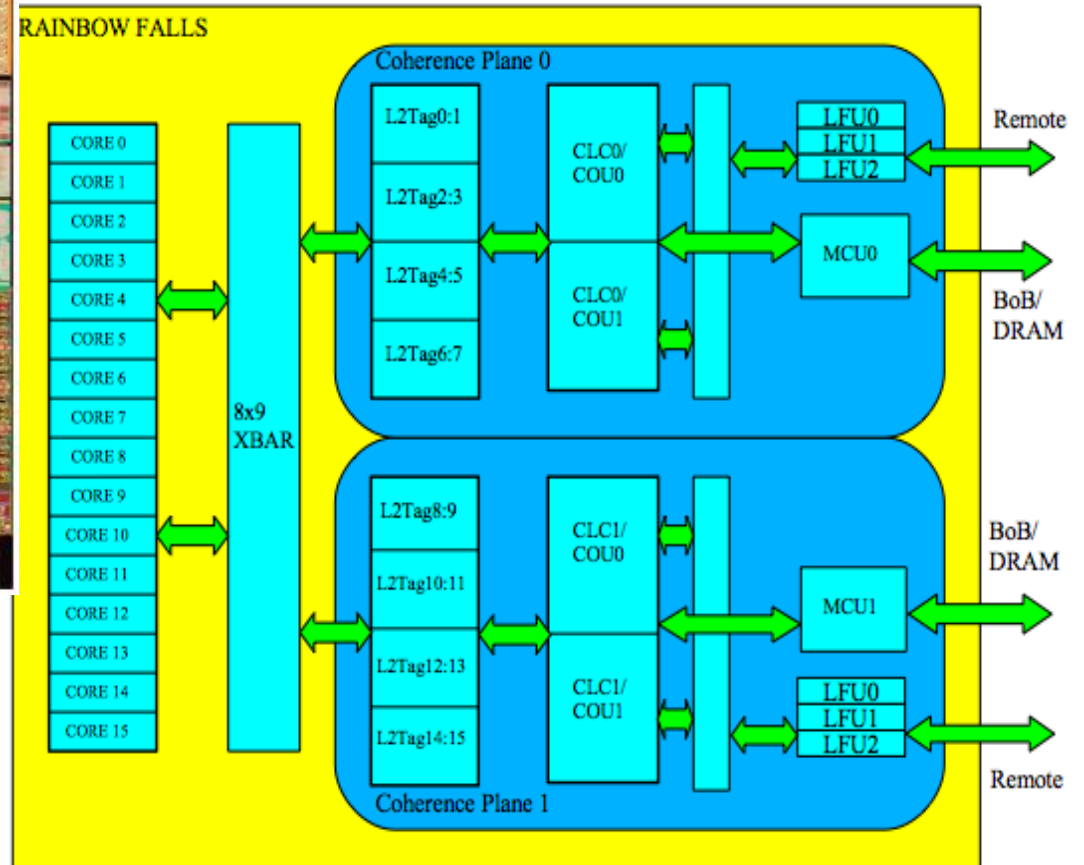 RAINBOW FALLS
CORE 0
CORE 1
CORE 2
CORE 3
CORE 4
CORE 5
CORE 6
CORE 7
CORE 8
CORE 9
CORE 10
CORE 11
CORE 12
CORE 13
CORE 14
CORE 15
8x9
XBAR
Coherence Plane 0
L2Tag0:1
L2Tag2:3
L2Tag4:5
L2Tag6:7
CLC0/
COU0
CLC0/
COU1
LFU0
LFU1
LFU2
MCU0
Remote
BoB/
DRAM
L2Tag8:9
L2Tag10:11
L2Tag12:13
L2Tag14:15
CLC1/
COU0
CLC1/
COU1
MCU1
LFU0
LFU1
LFU2
BoB/
DRAM
Remote
Coherence Plane 1